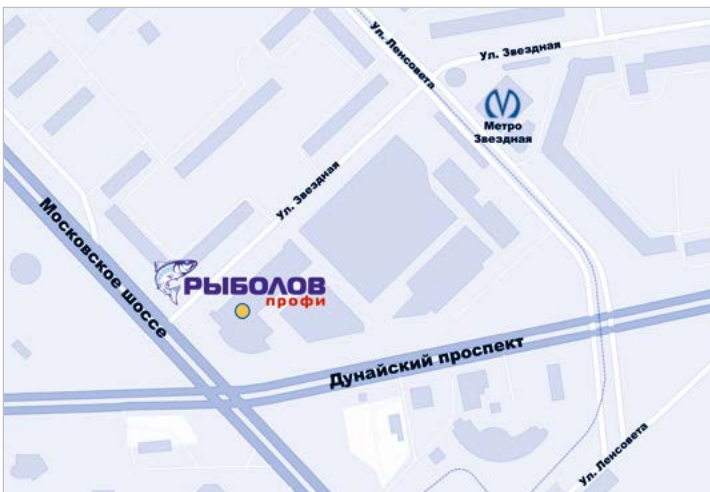 Ул. Ленсовета
Ул. Звездная
Метро
Звездная
Ул. Звездная
Московское шоссе
РЫБОЛОВ
профи
Дунайский проспект
Ул. Ленсовета